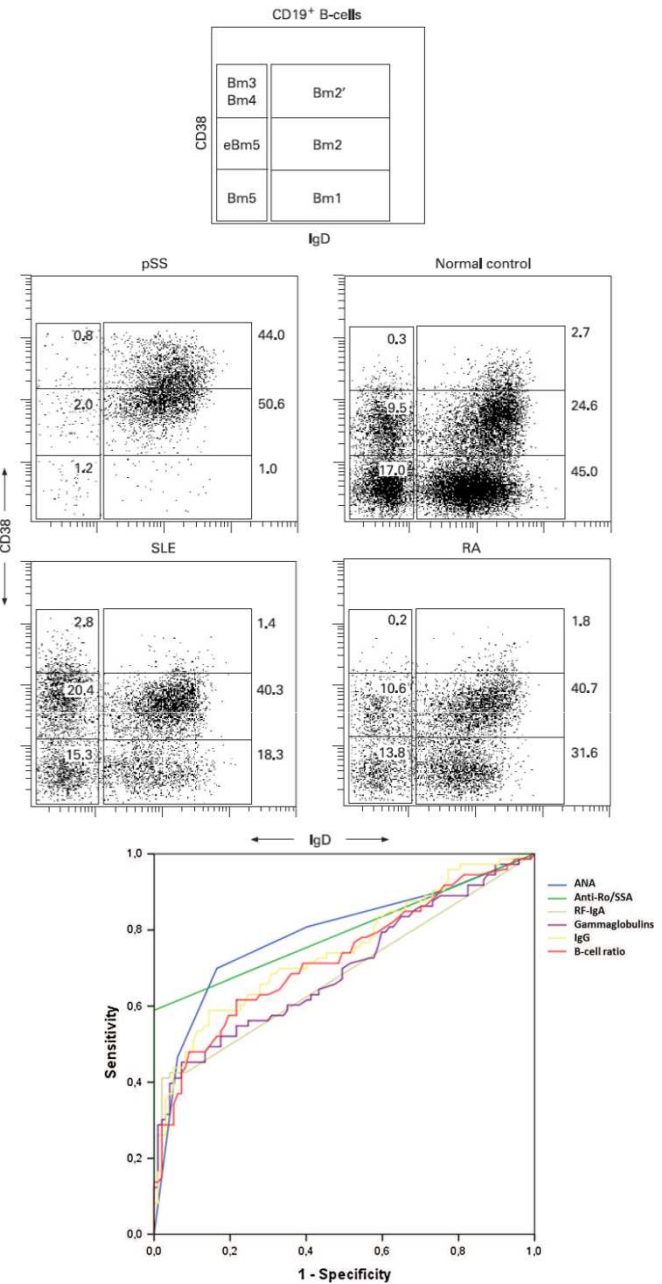 CD19⁺ B-cells
Bm3
Bm4
Bm2′
eBm5
Bm2
Bm5
Bm1
CD38
IgD
pSS
0.8
44.0
2.0
50.6
1.2
1.0
Normal control
0.3
2.7
9.5
24.6
17.0
45.0
CD38
SLE
2.8
1.4
20.4
40.3
15.3
18.3
RA
0.2
1.8
10.6
40.7
13.8
31.6
IgD
1,0
0,8
0,6
0,4
0,2
0,0
Sensitivity
0,0 0,2 0,4 0,6 0,8 1,0
1 - Specificity
ANA
Anti-Ro/SSA
RF-IgA
Gammaglobulins
IgG
B-cell ratio